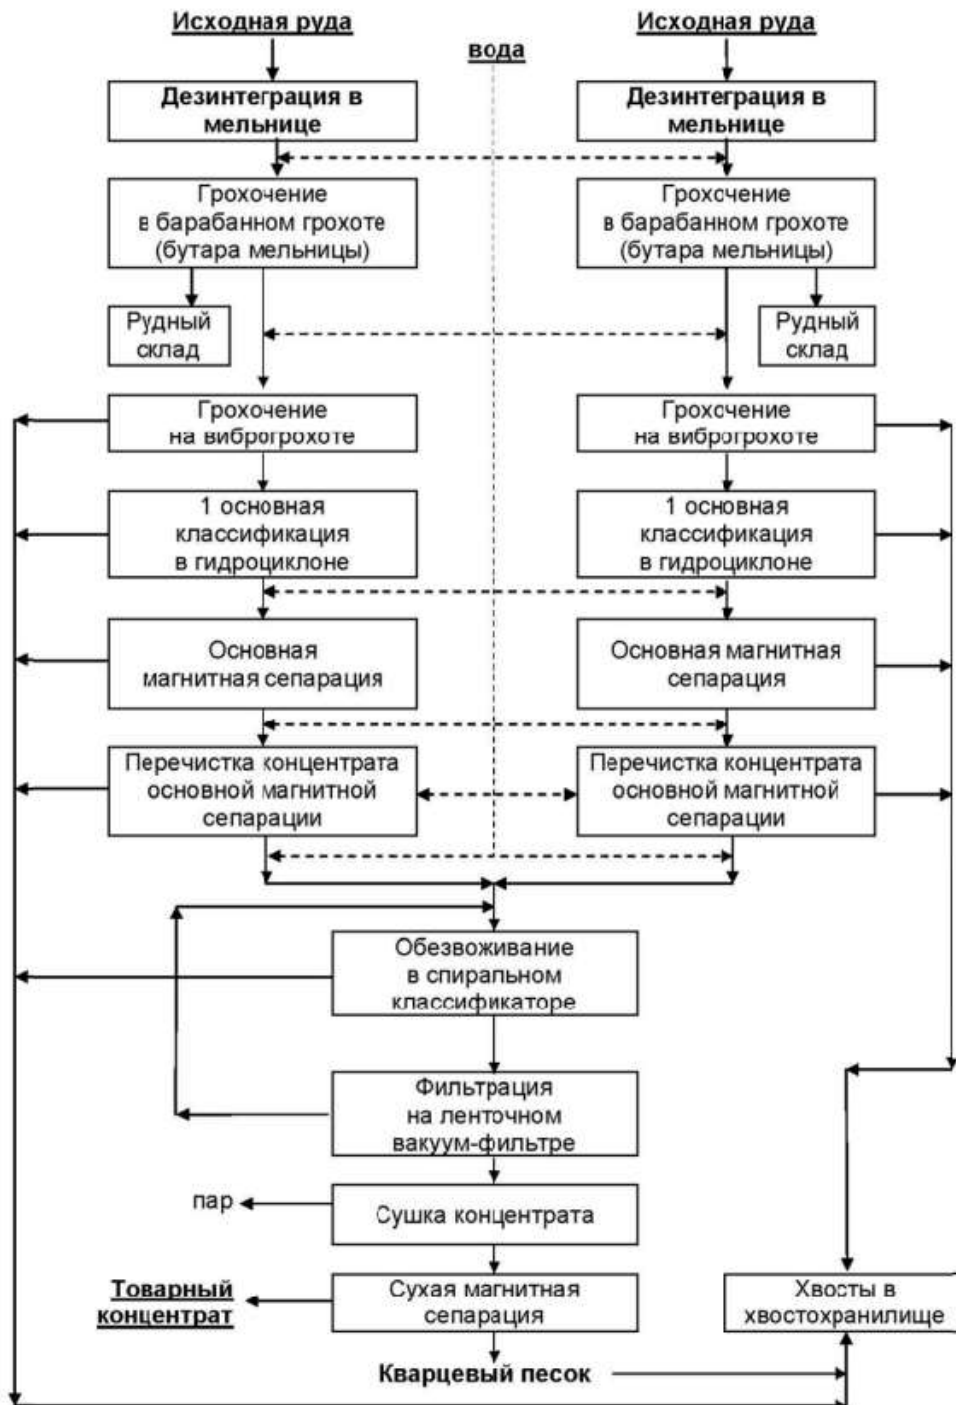 Исходная руда
Исходная руда
вода
Дезинтеграция в
мельнице
Дезинтеграция в
мельнице
Грохочение
в барабанном грохоте
(бутара мельницы)
Грохочение
в барабанном грохоте
(бутара мельницы)
Рудный
склад
Рудный
склад
Грохочение
на виброгрохоте
Грохочение
на виброгрохоте
1 основная
классификация
в гидроциклоне
1 основная
классификация
в гидроциклоне
Основная
магнитная сепарация
Основная магнитная
сепарация
Перечистка концентрата
основной магнитной
сепарации
Перечистка концентрата
основной магнитной
сепарации
Обезвоживание
в спиральном
классификаторе
Фильтрация
на ленточном
вакуум-фильтре
пар
Сушка концентрата
Товарный
концентрат
Сухая магнитная
сепарация
Хвосты в
хвостохранилище
Кварцевый песок